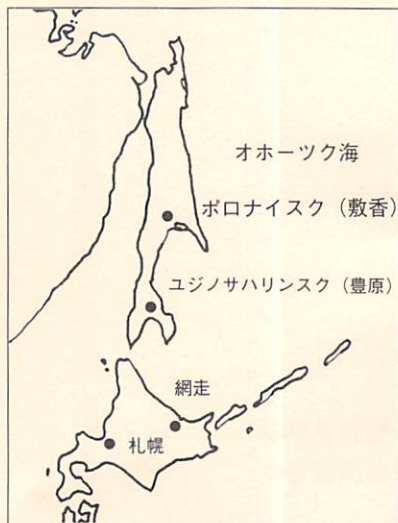 オホーツク海
ポロナイスク（敷香）
ユジノサハリンスク（豊原）
網走
札幌